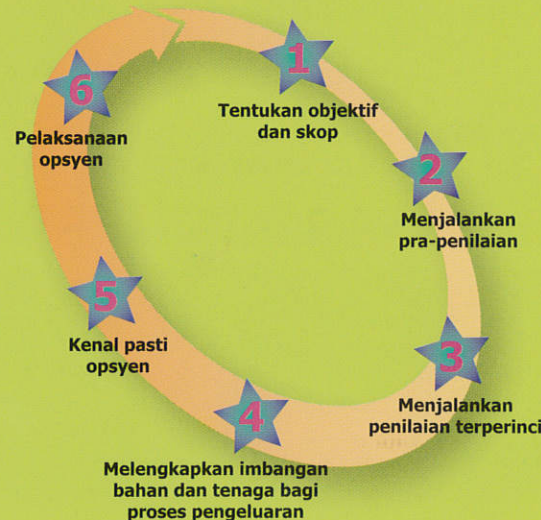 1
Tentukan objektif
dan skop
2
Menjalankan
pra-penilaian
3
Menjalankan
penilaian terperinci
4
Melengkapkan imbangan
bahan dan tenaga bagi
proses pengeluaran
5
Kenal pasti
opsyen
6
Pelaksanaan
opsyen